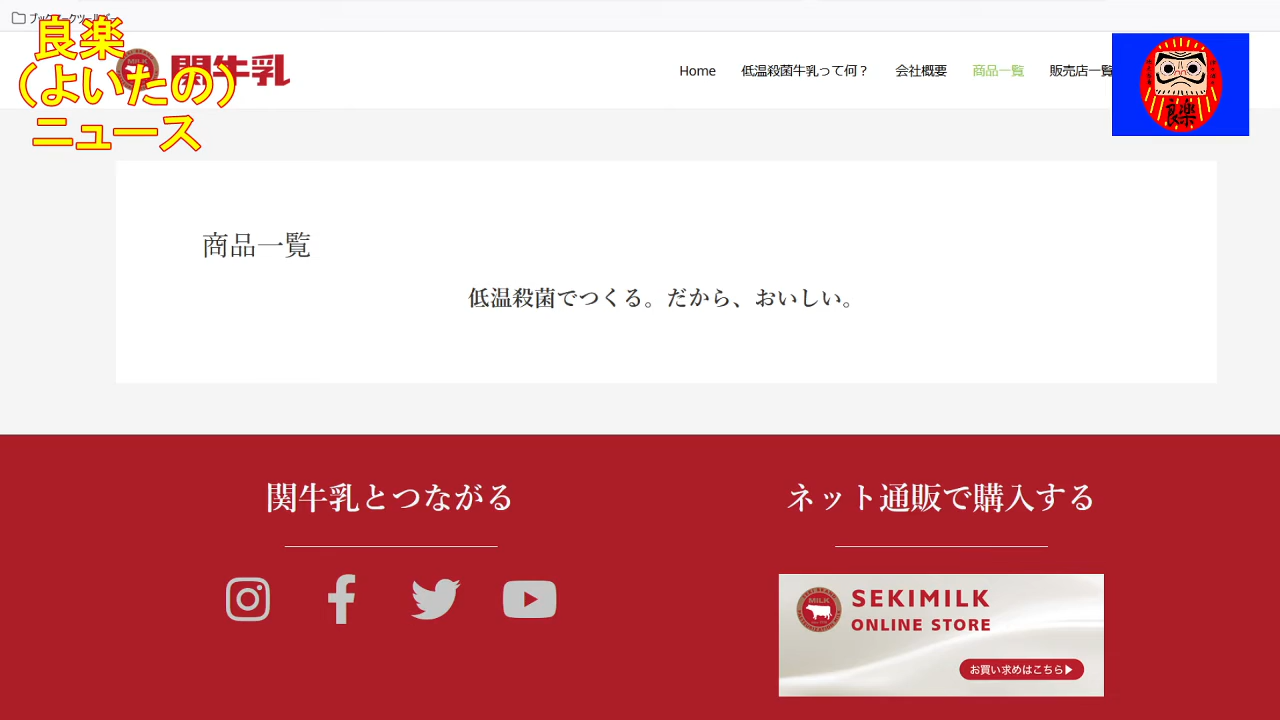 良楽
（よいたの）
ニュース
関牛乳
Home
低温殺菌牛乳って何？
会社概要
商品一覧
販売店一覧
良楽
商品一覧
低温殺菌でつくる。だから、おいしい。
関牛乳とつながる
ネット通販で購入する
MILK
SEKIMILK
ONLINE STORE
お買い求めはこちら▶